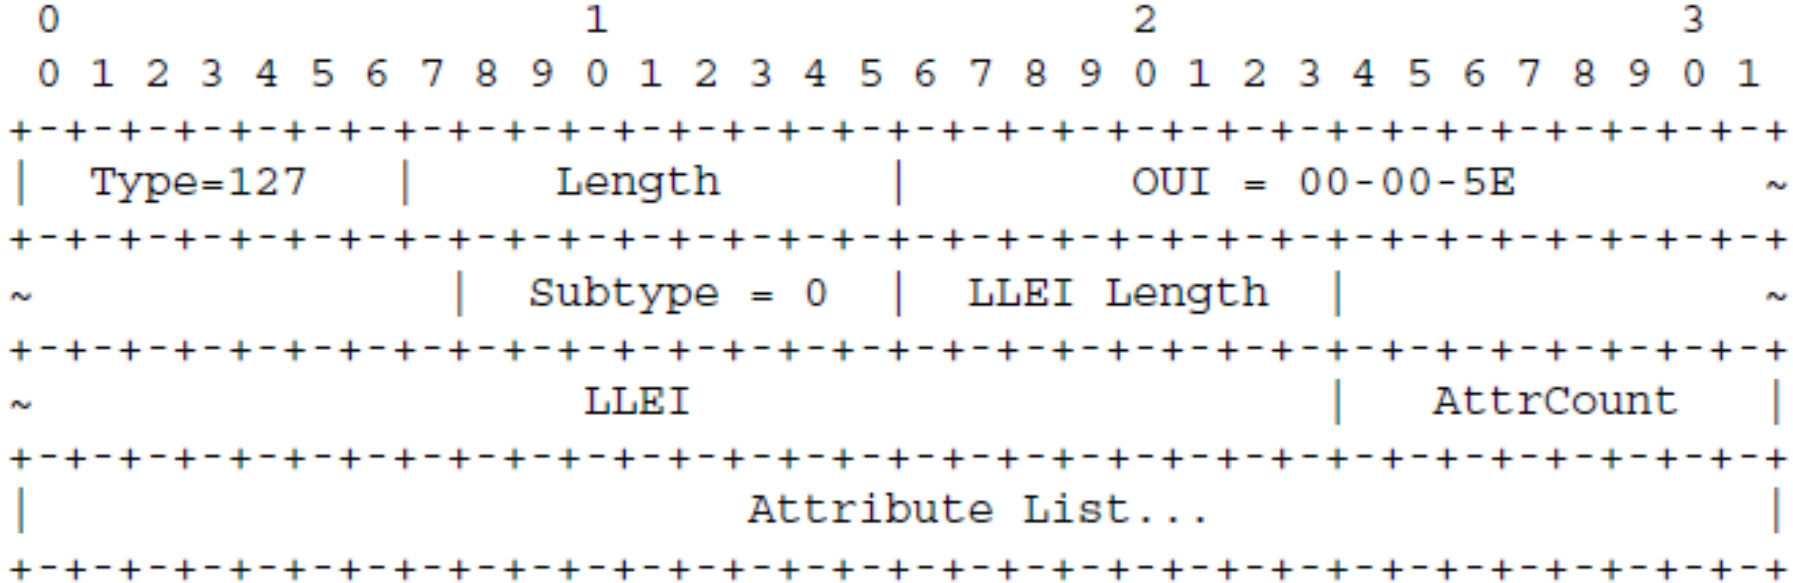 0 1 2 3
0 1 2 3 4 5 6 7 8 9 0 1 2 3 4 5 6 7 8 9 0 1 2 3 4 5 6 7 8 9 0 1
+-+-+-+-+-+-+-+-+-+-+-+-+-+-+-+-+-+-+-+-+-+-+-+-+-+-+-+-+-+-+-+-+
| Type=127 | Length | OUI = 00-00-5E ~
+-+-+-+-+-+-+-+-+-+-+-+-+-+-+-+-+-+-+-+-+-+-+-+-+-+-+-+-+-+-+-+-+
~ | Subtype = 0 | LLEI Length | ~
+-+-+-+-+-+-+-+-+-+-+-+-+-+-+-+-+-+-+-+-+-+-+-+-+-+-+-+-+-+-+-+-+
~ LLEI | AttrCount |
+-+-+-+-+-+-+-+-+-+-+-+-+-+-+-+-+-+-+-+-+-+-+-+-+-+-+-+-+-+-+-+-+
| Attribute List... |
+-+-+-+-+-+-+-+-+-+-+-+-+-+-+-+-+-+-+-+-+-+-+-+-+-+-+-+-+-+-+-+-+